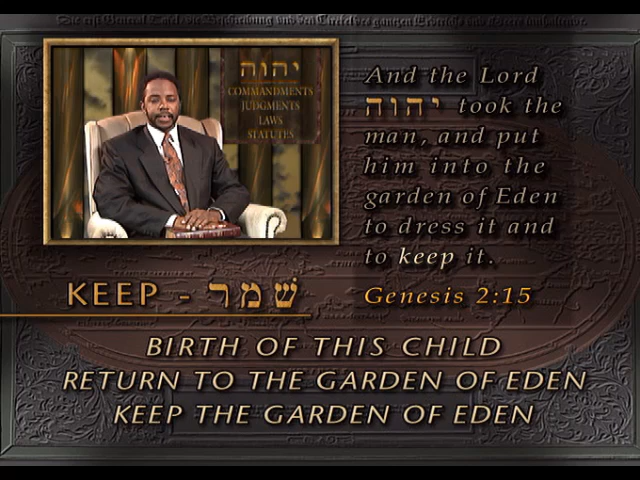 General
יהוה
COMMANDMENTS
JUDGMENTS
LAWS
STATUTES
And the Lord
יהוה took the
man, and put
him into the
garden of Eden
to dress it and
to keep it.
Genesis 2:15
KEEP - שׁמר
BIRTH OF THIS CHILD
RETURN TO THE GARDEN OF EDEN
KEEP THE GARDEN OF EDEN